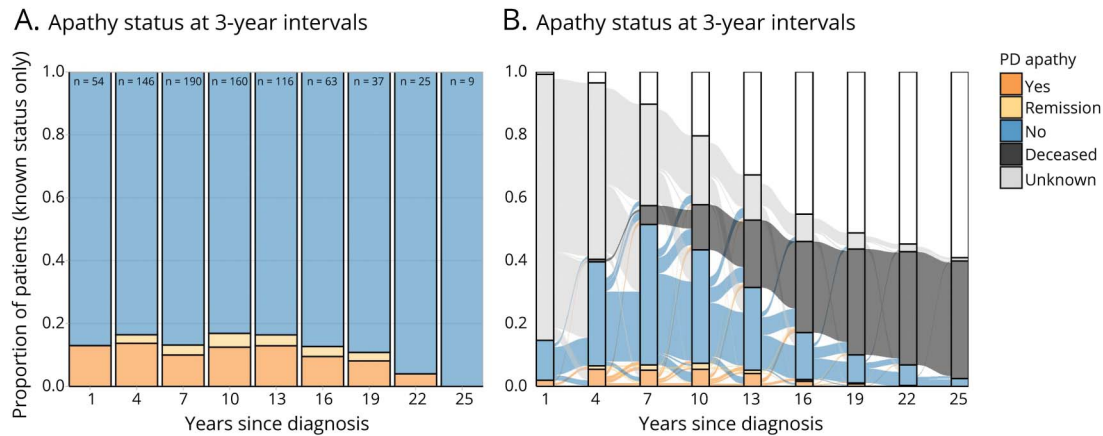 A. Apathy status at 3-year intervals
Proportion of patients (known status only)
1.0
0.8
0.6
0.4
0.2
0.0
n = 54 n = 146 n = 190 n = 160 n = 116 n = 63 n = 37 n = 25 n = 9
1 4 7 10 13 16 19 22 25
Years since diagnosis
B. Apathy status at 3-year intervals
1.0
0.8
0.6
0.4
0.2
0.0
1 4 7 10 13 16 19 22 25
Years since diagnosis
PD apathy
Yes
Remission
No
Deceased
Unknown